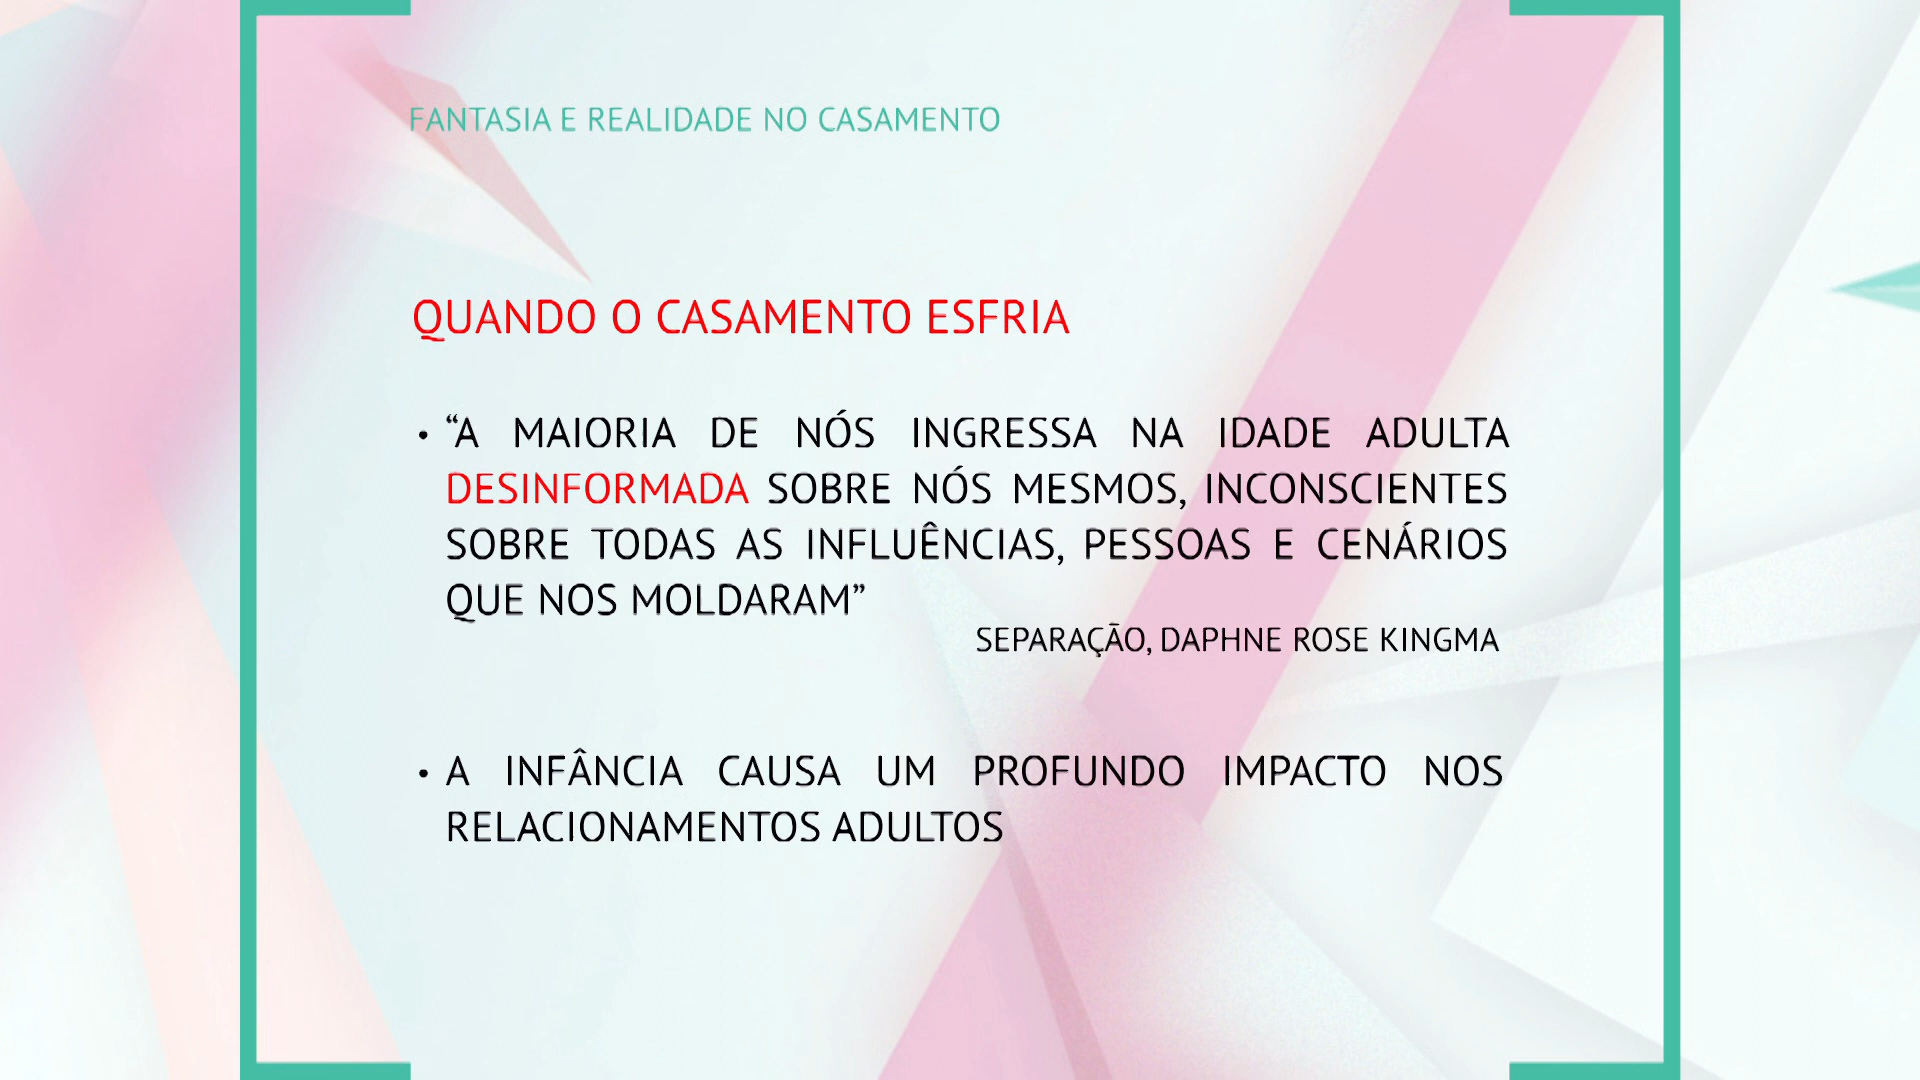 FANTASIA E REALIDADE NO CASAMENTO
QUANDO O CASAMENTO ESFRIA
• “A MAIORIA DE NÓS INGRESSA NA IDADE ADULTA
DESINFORMADA SOBRE NÓS MESMOS, INCONSCIENTES
SOBRE TODAS AS INFLUÊNCIAS, PESSOAS E CENÁRIOS
QUE NOS MOLDARAM”
SEPARAÇÃO, DAPHNE ROSE KINGMA
• A INFÂNCIA CAUSA UM PROFUNDO IMPACTO NOS
RELACIONAMENTOS ADULTOS